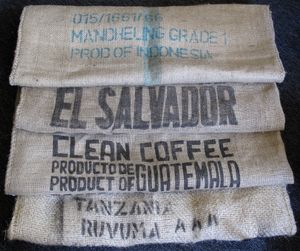 015/1661/66
MANDHELING GRADE 1
PROD OF INDONESIA
EL SALVADOR
CLEAN COFFEE
PRODUCTO DE
PRODUCT OF GUATEMALA
TANZANIA
RUVUMA AAA